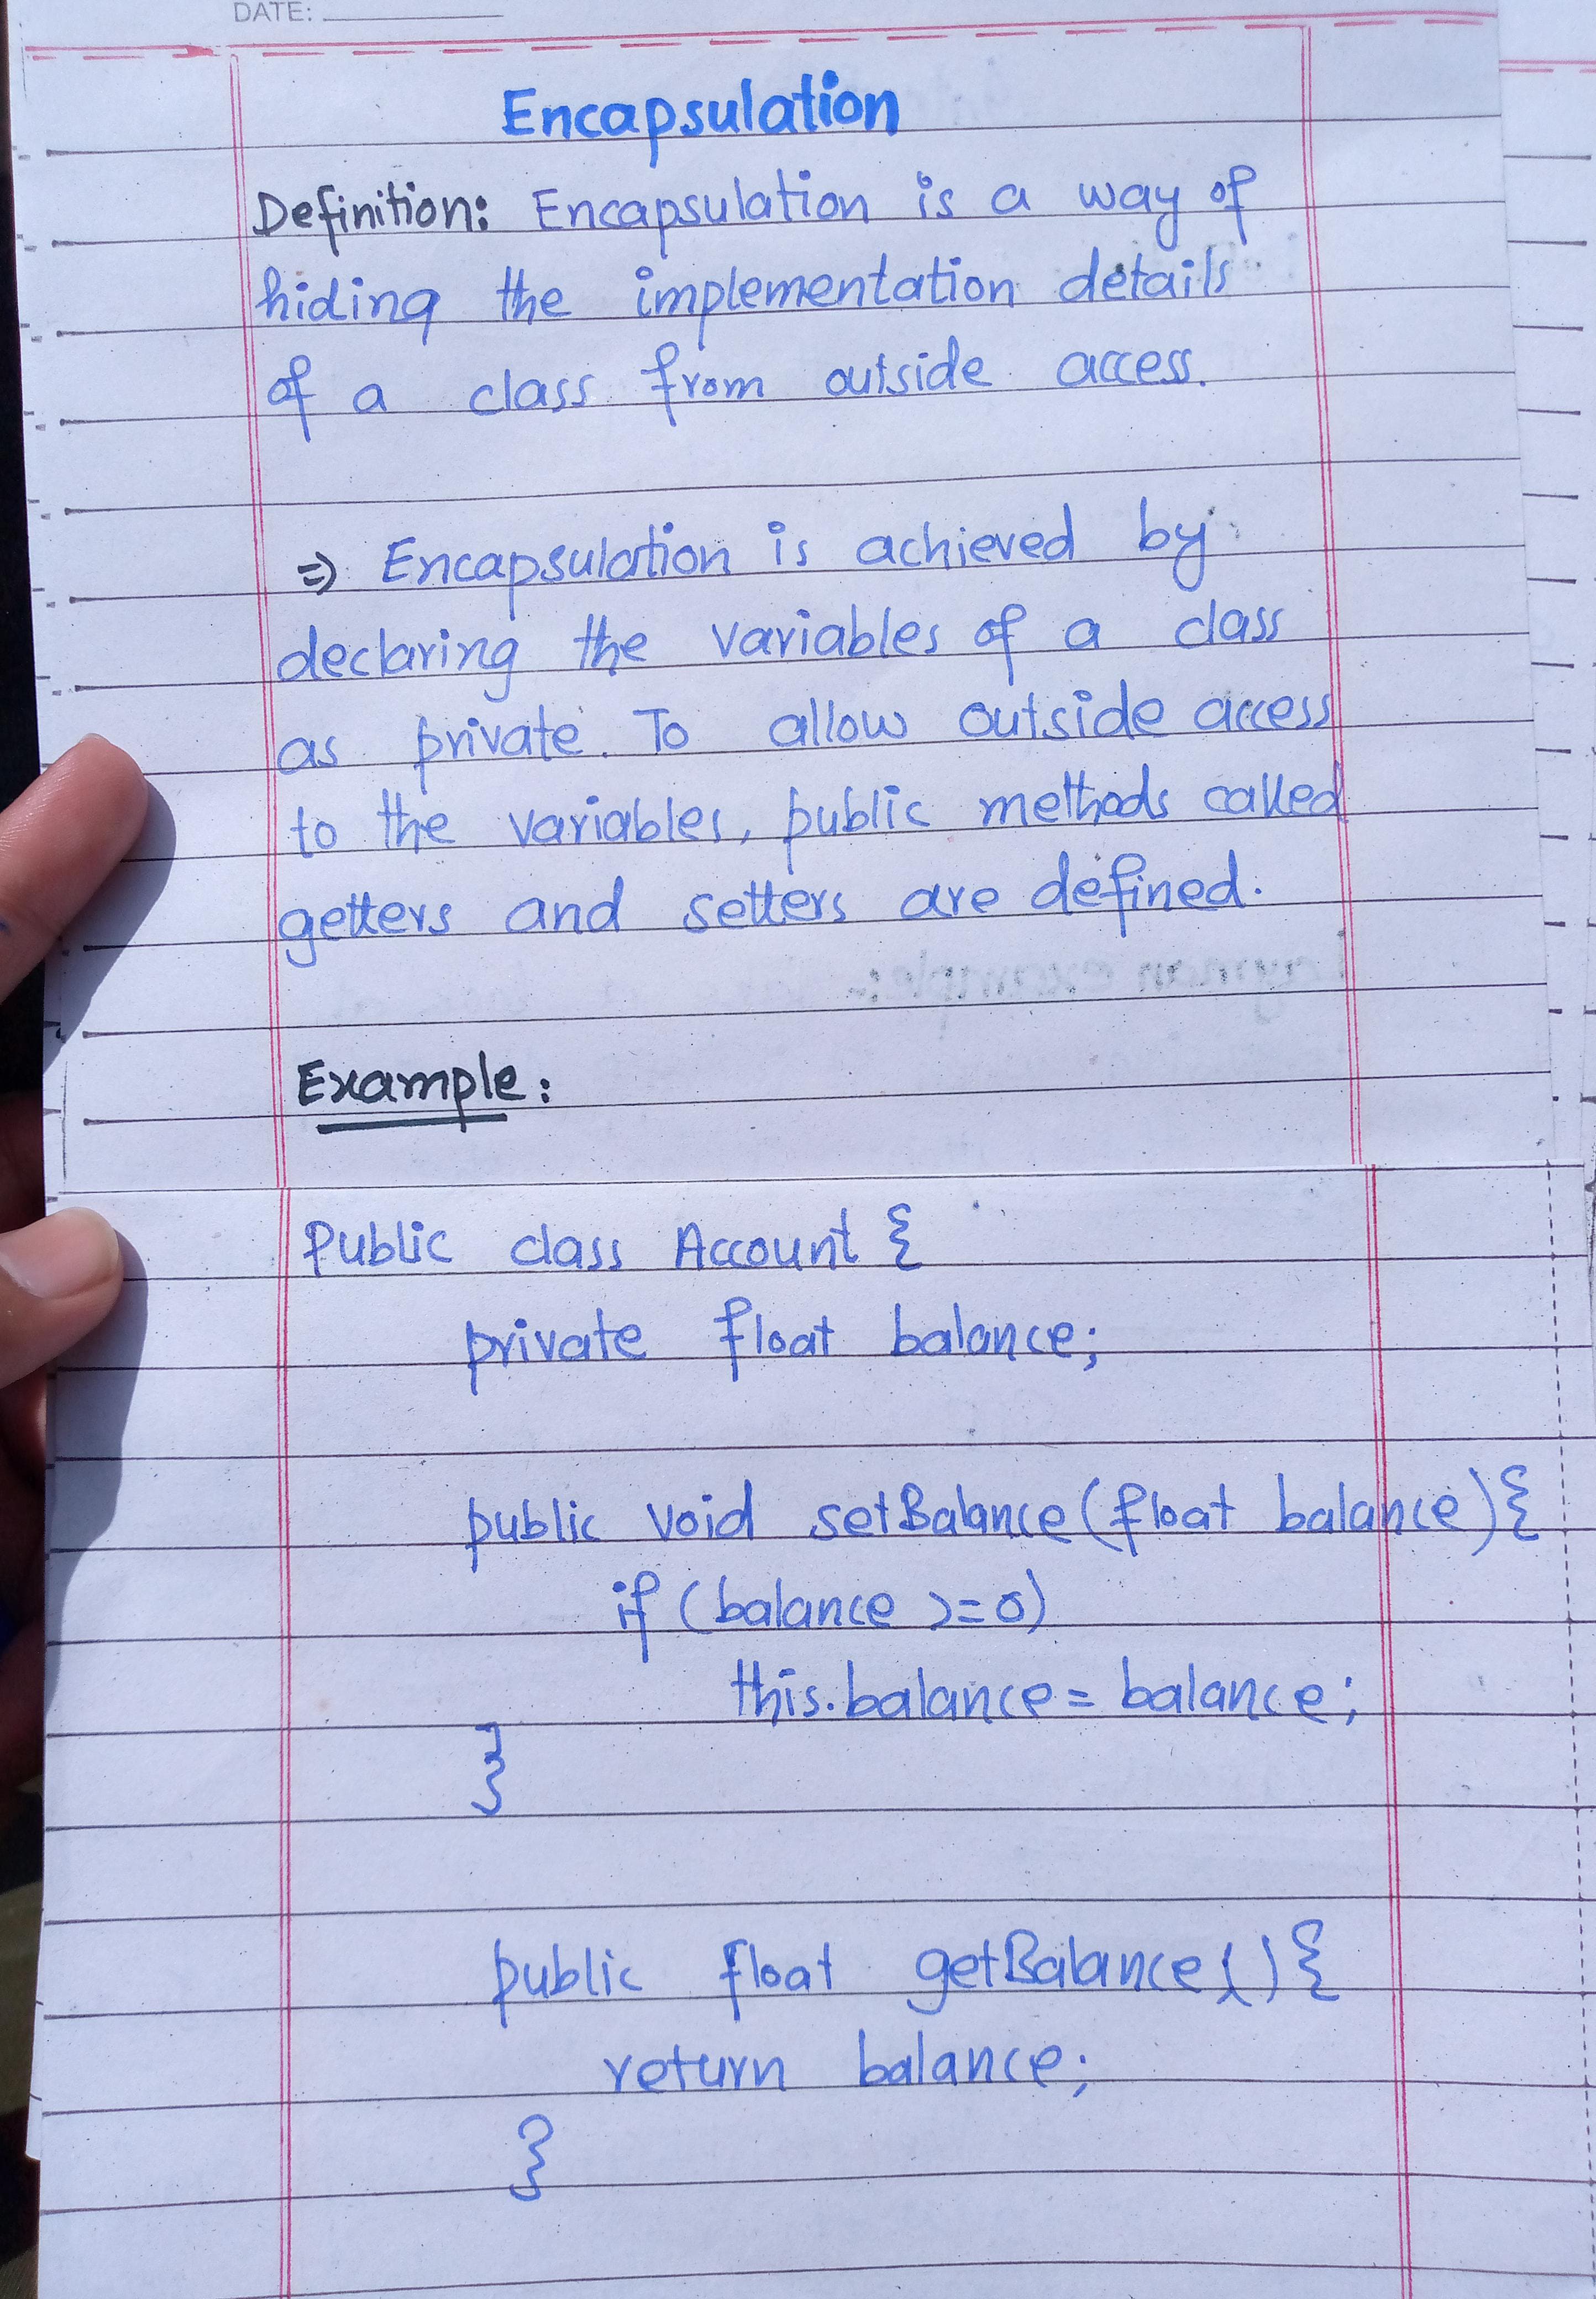 DATE:
Encapsulation
Definition: Encapsulation is a way of
hiding the implementation details
of a class from outside access.
⇒ Encapsulation is achieved by
declaring the variables of a class
as private. To allow outside access
to the variables, public methods called
getters and setters are defined.
Layman example:-
Example:
Public class Account {
private float balance;
public void setBalance(float balance){
if (balance >=0)
this.balance = balance;
}
public float getBalance(){
return balance;
}